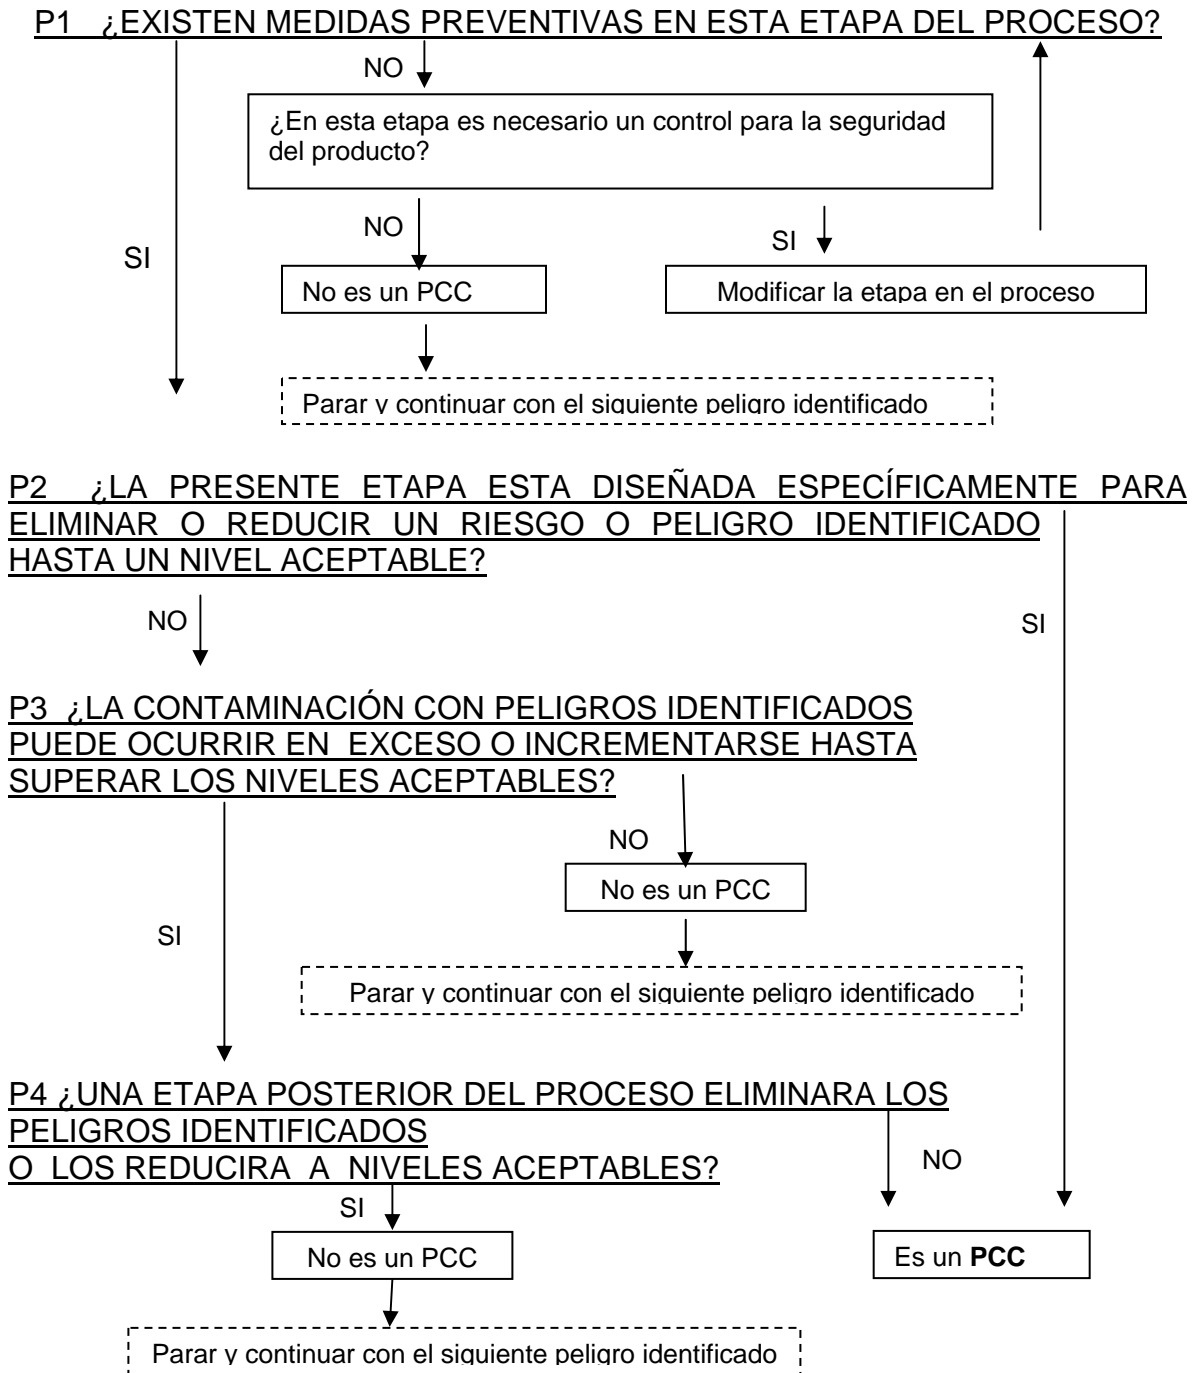 P1 ¿EXISTEN MEDIDAS PREVENTIVAS EN ESTA ETAPA DEL PROCESO?
NO
¿En esta etapa es necesario un control para la seguridad
del producto?
NO
SI
SI
No es un PCC
Modificar la etapa en el proceso
Parar y continuar con el siguiente peligro identificado
P2 ¿LA PRESENTE ETAPA ESTA DISEÑADA ESPECÍFICAMENTE PARA
ELIMINAR O REDUCIR UN RIESGO O PELIGRO IDENTIFICADO
HASTA UN NIVEL ACEPTABLE?
NO
SI
P3 ¿LA CONTAMINACIÓN CON PELIGROS IDENTIFICADOS
PUEDE OCURRIR EN EXCESO O INCREMENTARSE HASTA
SUPERAR LOS NIVELES ACEPTABLES?
NO
No es un PCC
SI
Parar y continuar con el siguiente peligro identificado
P4 ¿UNA ETAPA POSTERIOR DEL PROCESO ELIMINARA LOS
PELIGROS IDENTIFICADOS
O LOS REDUCIRA A NIVELES ACEPTABLES?
NO
SI
No es un PCC
Es un PCC
Parar y continuar con el siguiente peligro identificado